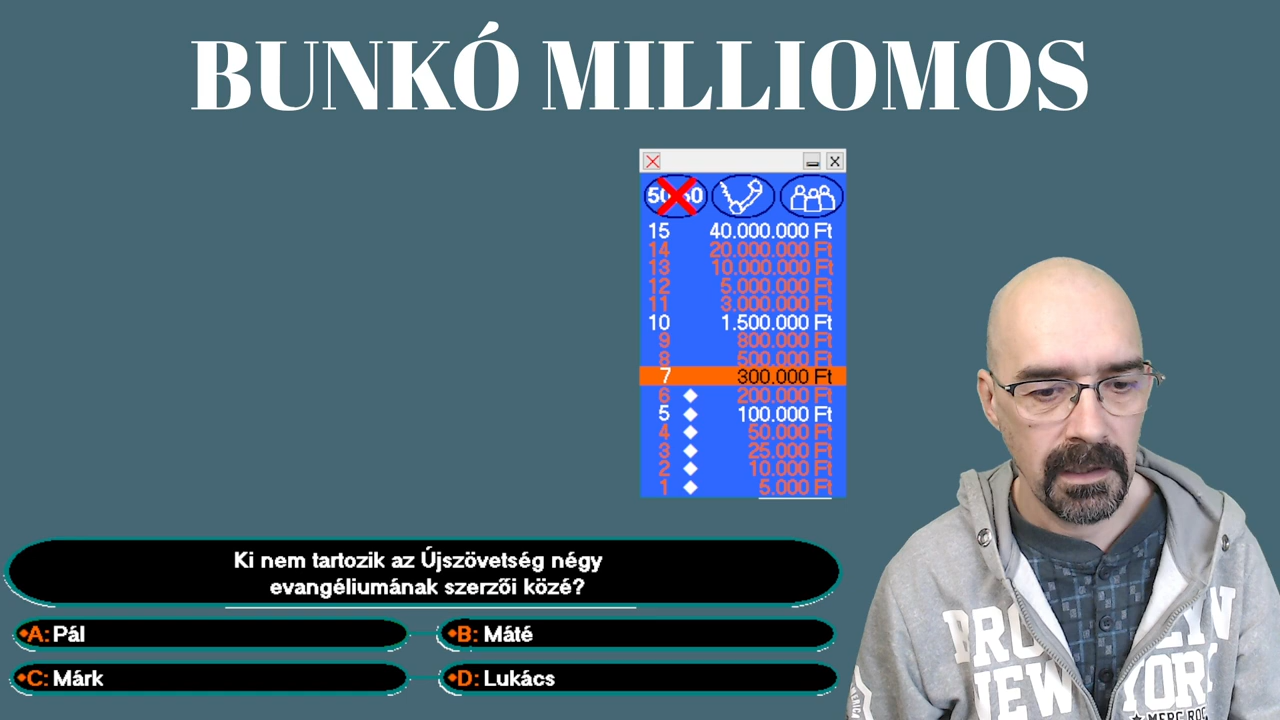 BUNKÓ MILLIOMOS
15 40.000.000 Ft
14 20.000.000 Ft
13 10.000.000 Ft
12 5.000.000 Ft
11 3.000.000 Ft
10 1.500.000 Ft
9 800.000 Ft
8 500.000 Ft
7 300.000 Ft
6 200.000 Ft
5 100.000 Ft
4 50.000 Ft
3 25.000 Ft
2 10.000 Ft
1 5.000 Ft
Ki nem tartozik az Újszövetség négy
evangéliumának szerzõi közé?
A: Pál
B: Máté
C: Márk
D: Lukács
NEW YORK